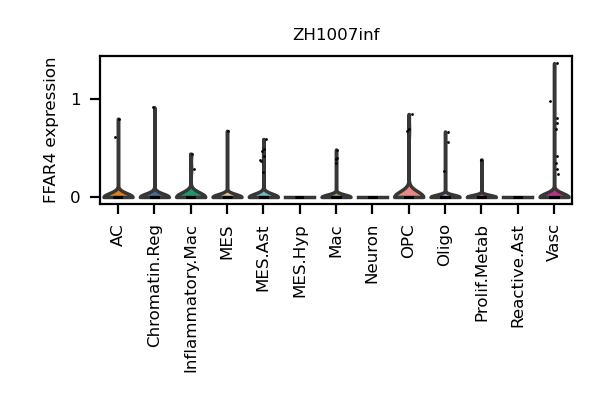 ZH1007inf
FFAR4 expression
1
0
AC
Chromatin.Reg
Inflammatory.Mac
MES
MES.Ast
MES.Hyp
Mac
Neuron
OPC
Oligo
Prolif.Metab
Reactive.Ast
Vasc